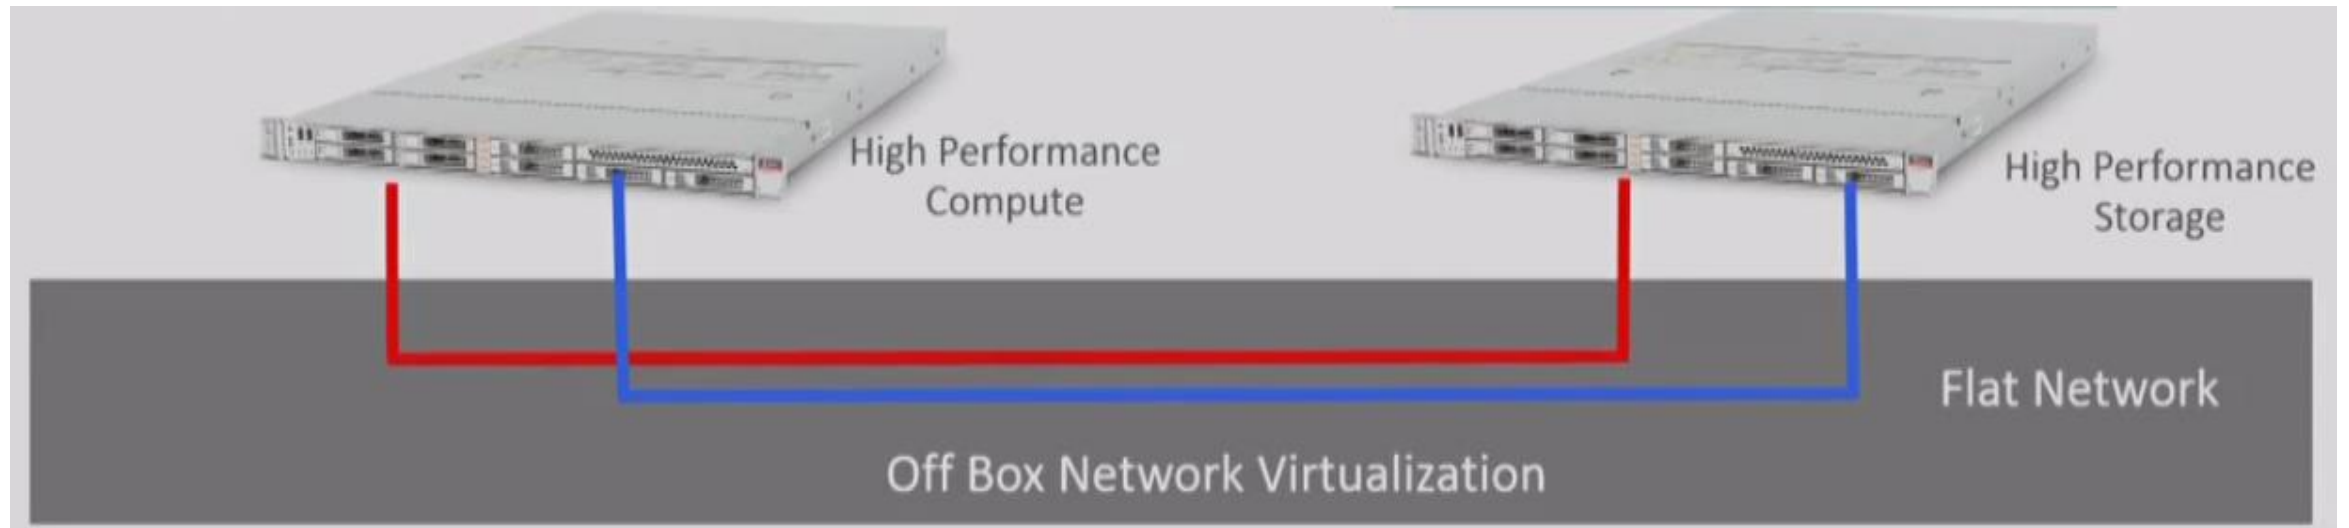 High Performance
Compute
High Performance
Storage
Flat Network
Off Box Network Virtualization